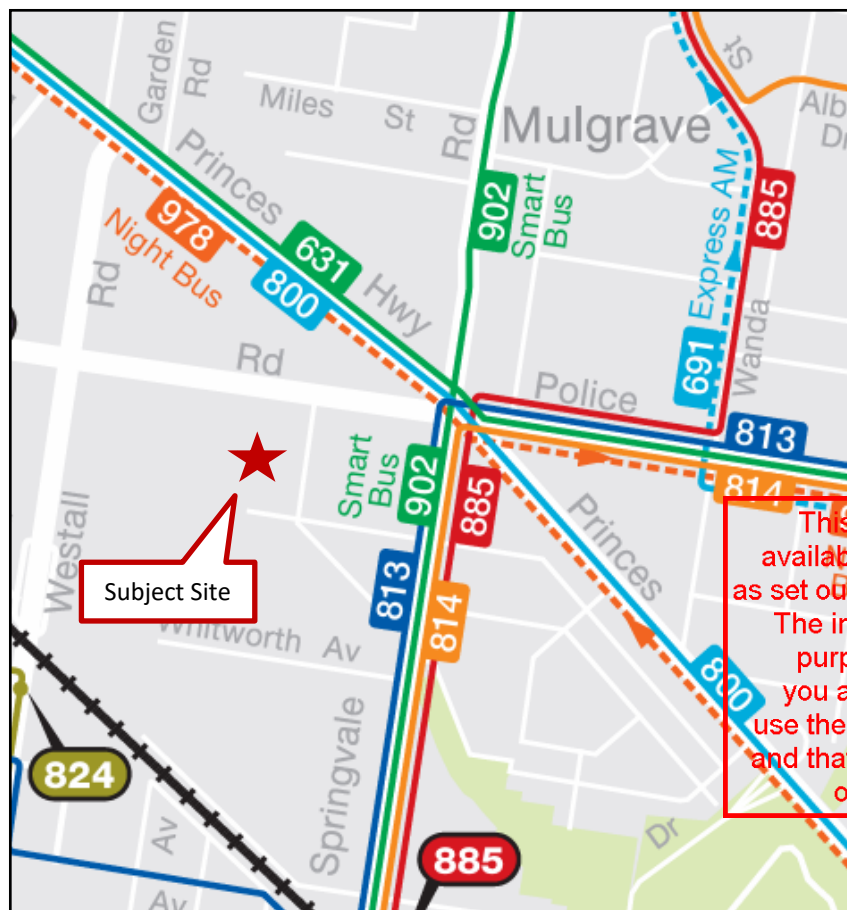 Garden
Rd
Miles St
Rd
Mulgrave
St
Alb
Dr
Princes
Hwy
902
Smart
Bus
978
Night Bus
631
800
885
Express AM
691
Wanda
Rd
Rd
Police
813
814
Smart
Bus
902
885
Westall
Subject Site
813
814
Princes
This
availab
as set ou
The in
purp
you a
use the
and that
o
Whitworth Av
800
824
Springvale
Av
Dr
885
Av